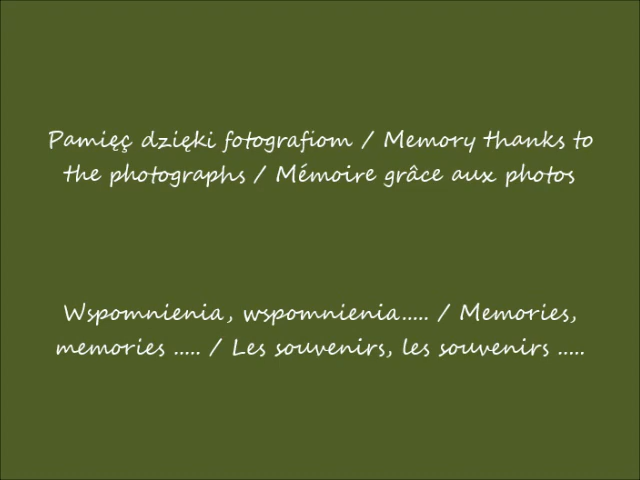 Pamięç dzięki fotografiom / Memory thanks to
the photographs / Mémoire grâce aux photos
Wspomnienia, wspomnienia..... / Memories,
memories ..... / Les souvenirs, les souvenirs .....